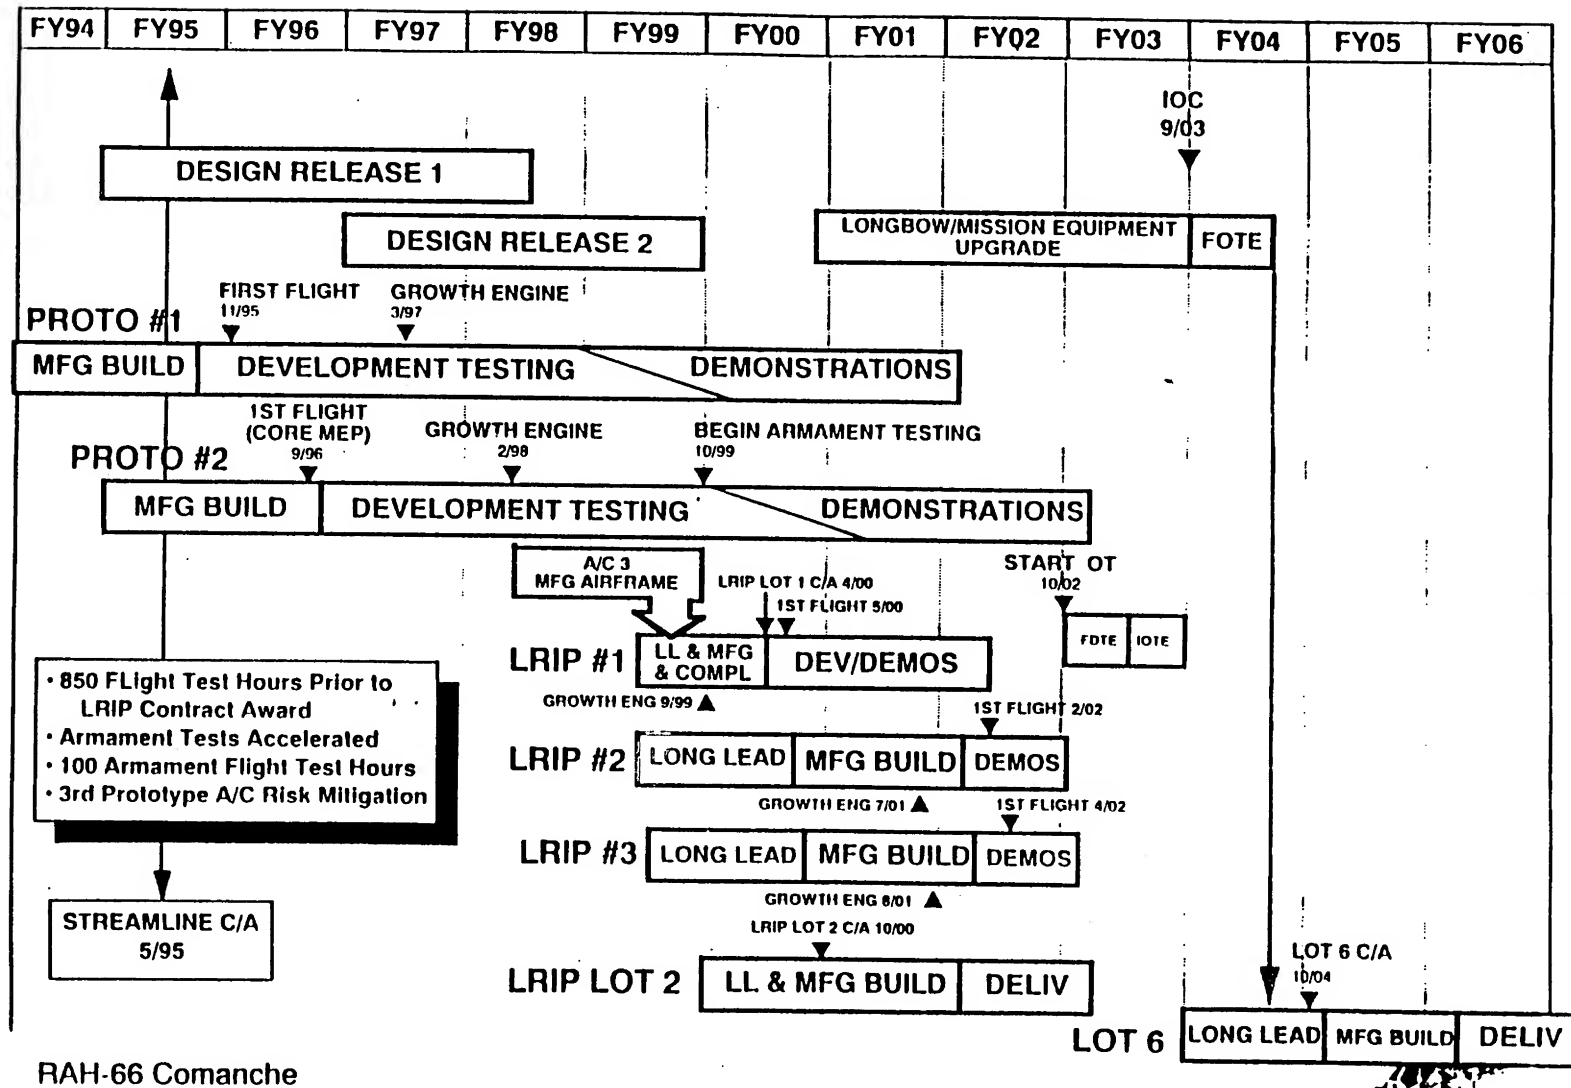 FY94 FY95 FY96 FY97 FY98 FY99 FY00 FY01 FY02 FY03 FY04 FY05 FY06
IOC
9/03
DESIGN RELEASE 1
DESIGN RELEASE 2
LONGBOW/MISSION EQUIPMENT
UPGRADE
FOTE
FIRST FLIGHT
11/95
GROWTH ENGINE
3/97
PROTO #1
MFG BUILD
DEVELOPMENT TESTING
DEMONSTRATIONS
1ST FLIGHT
(CORE MEP)
9/96
GROWTH ENGINE
2/98
BEGIN ARMAMENT TESTING
10/99
PROTO #2
MFG BUILD
DEVELOPMENT TESTING
DEMONSTRATIONS
A/C 3
MFG AIRFRAME
LRIP LOT 1 C/A 4/00
1ST FLIGHT 5/00
START OT
10/02
FDTE
IOTE
LRIP #1
LL & MFG
& COMPL
DEV/DEMOS
GROWTH ENG 9/99
1ST FLIGHT 2/02
LRIP #2
LONG LEAD
MFG BUILD
DEMOS
GROWTH ENG 7/01
1ST FLIGHT 4/02
LRIP #3
LONG LEAD
MFG BUILD
DEMOS
GROWTH ENG 8/01
LRIP LOT 2 C/A 10/00
LRIP LOT 2
LL & MFG BUILD
DELIV
LOT 6 C/A
10/04
LOT 6
LONG LEAD
MFG BUILD
DELIV
• 850 FLight Test Hours Prior to
LRIP Contract Award
• Armament Tests Accelerated
• 100 Armament Flight Test Hours
• 3rd Prototype A/C Risk Mitigation
STREAMLINE C/A
5/95
RAH-66 Comanche